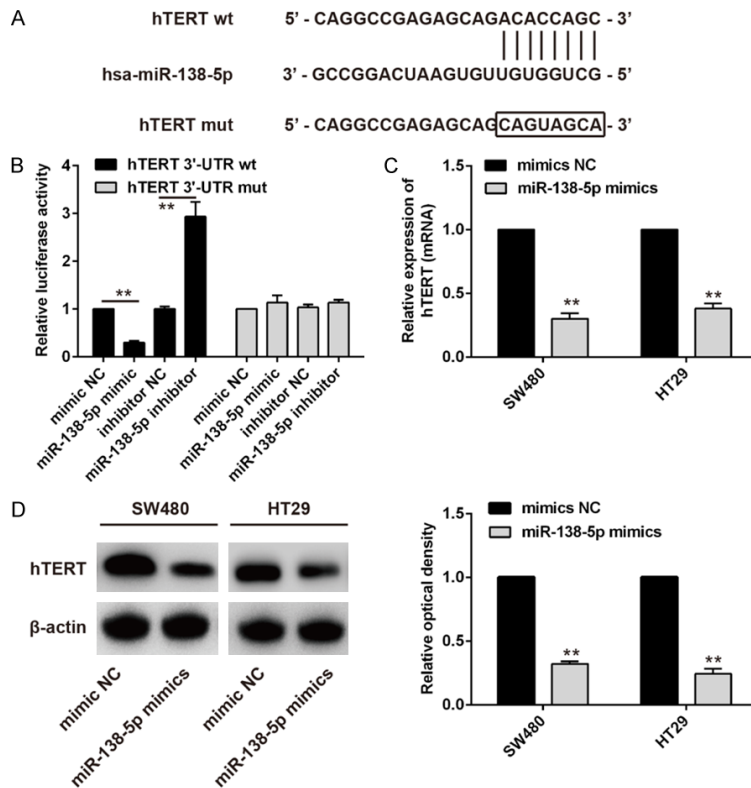 A
hTERT wt 5’ - CAGGCCGAGAGCAGACACCAGC - 3’
hsa-miR-138-5p 3’ - GCCGGACUAAGUGUUGUGGUCG - 5’
hTERT mut 5’ - CAGGCCGAGAGCAGCAGUAGCA - 3’
B
Relative luciferase activity
hTERT 3'-UTR wt
hTERT 3'-UTR mut
4
3
2
1
0
**
**
mimic NC
miR-138-5p mimic
inhibitor NC
miR-138-5p inhibitor
mimic NC
miR-138-5p mimic
inhibitor NC
miR-138-5p inhibitor
C
Relative expression of
hTERT (mRNA)
mimics NC
miR-138-5p mimics
1.5
1.0
0.5
0.0
**
**
SW480
HT29
D
SW480 HT29
hTERT
β-actin
mimic NC
miR-138-5p mimics
mimic NC
miR-138-5p mimics
Relative optical density
mimics NC
miR-138-5p mimics
1.5
1.0
0.5
0.0
**
**
SW480
HT29